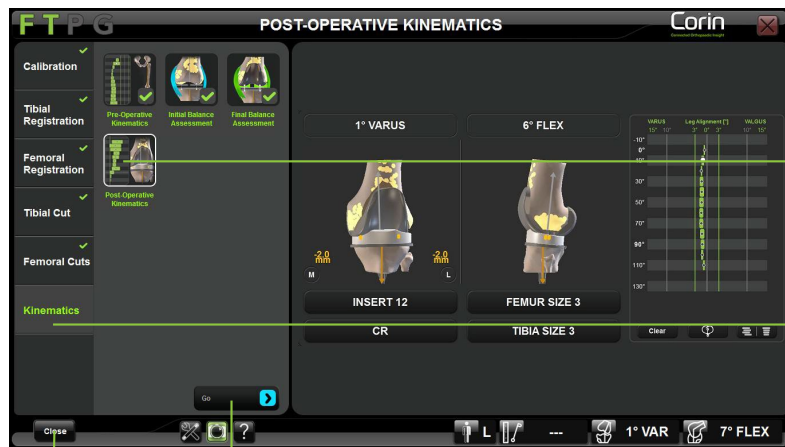 F T P G
POST-OPERATIVE KINEMATICS
Corin
Connected Orthopaedic Insight
Calibration
Tibial
Registration
Femoral
Registration
Tibial Cut
Femoral Cuts
Kinematics
Pre-Operative
Kinematics
Initial Balance
Assessment
Final Balance
Assessment
Post-Operative
Kinematics
Go
1° VARUS
6° FLEX
-2.0
mm
-2.0
mm
M
L
INSERT 12
FEMUR SIZE 3
CR
TIBIA SIZE 3
VARUS Leg Alignment [°] VALGUS
15° 10° 3° 0° 3° 10° 15°
-10°
0°
10°
30°
50°
70°
90°
110°
130°
Clear
Close
?
L
---
1° VAR
7° FLEX